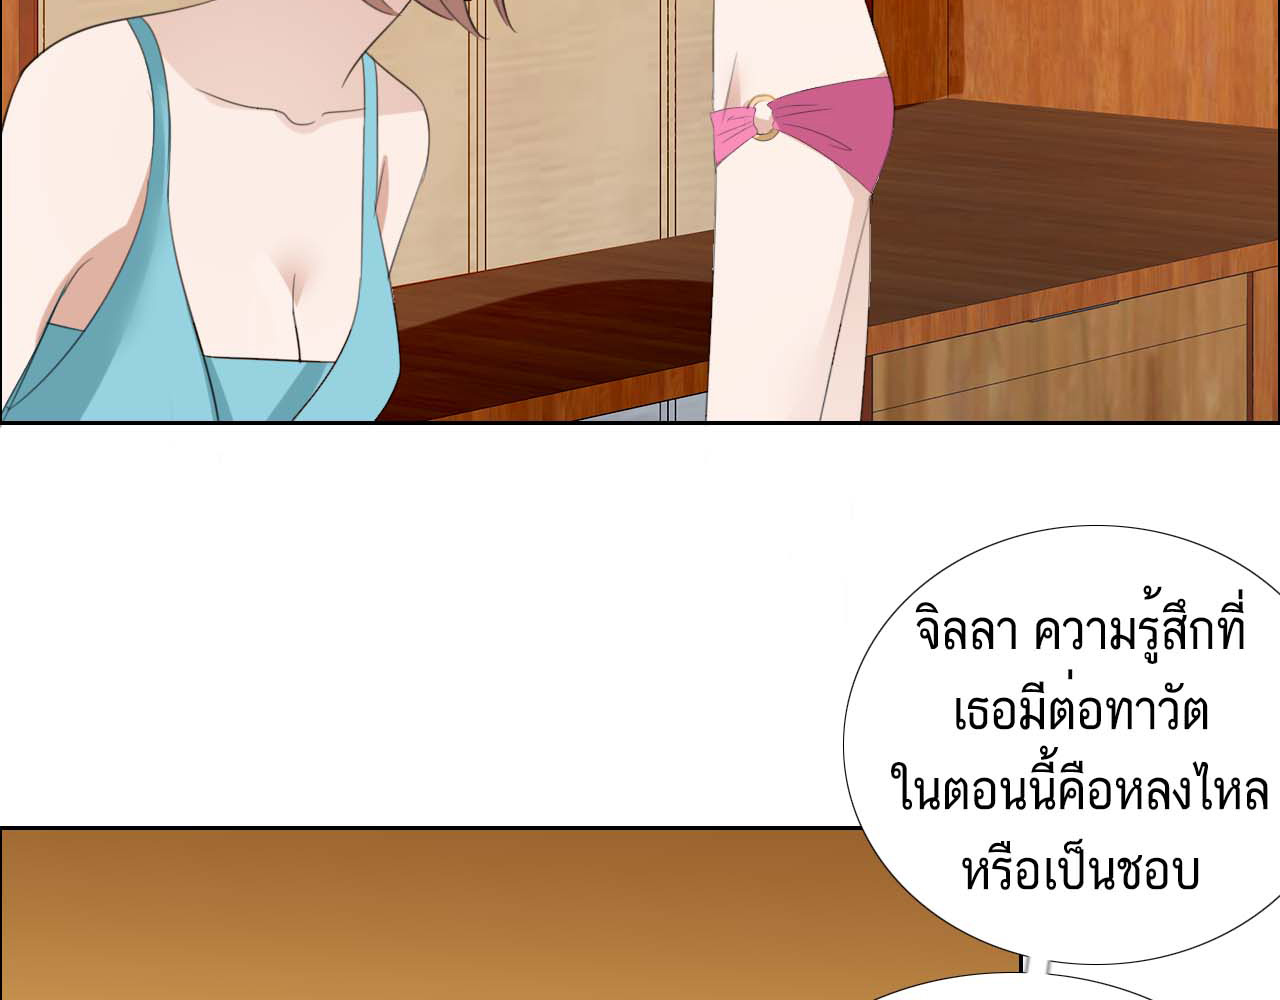 จิลลา ความรู้สึกที่
เธอมีต่อทาวัต
ในตอนนี้คือหลงไหล
หรือเป็นชอบ